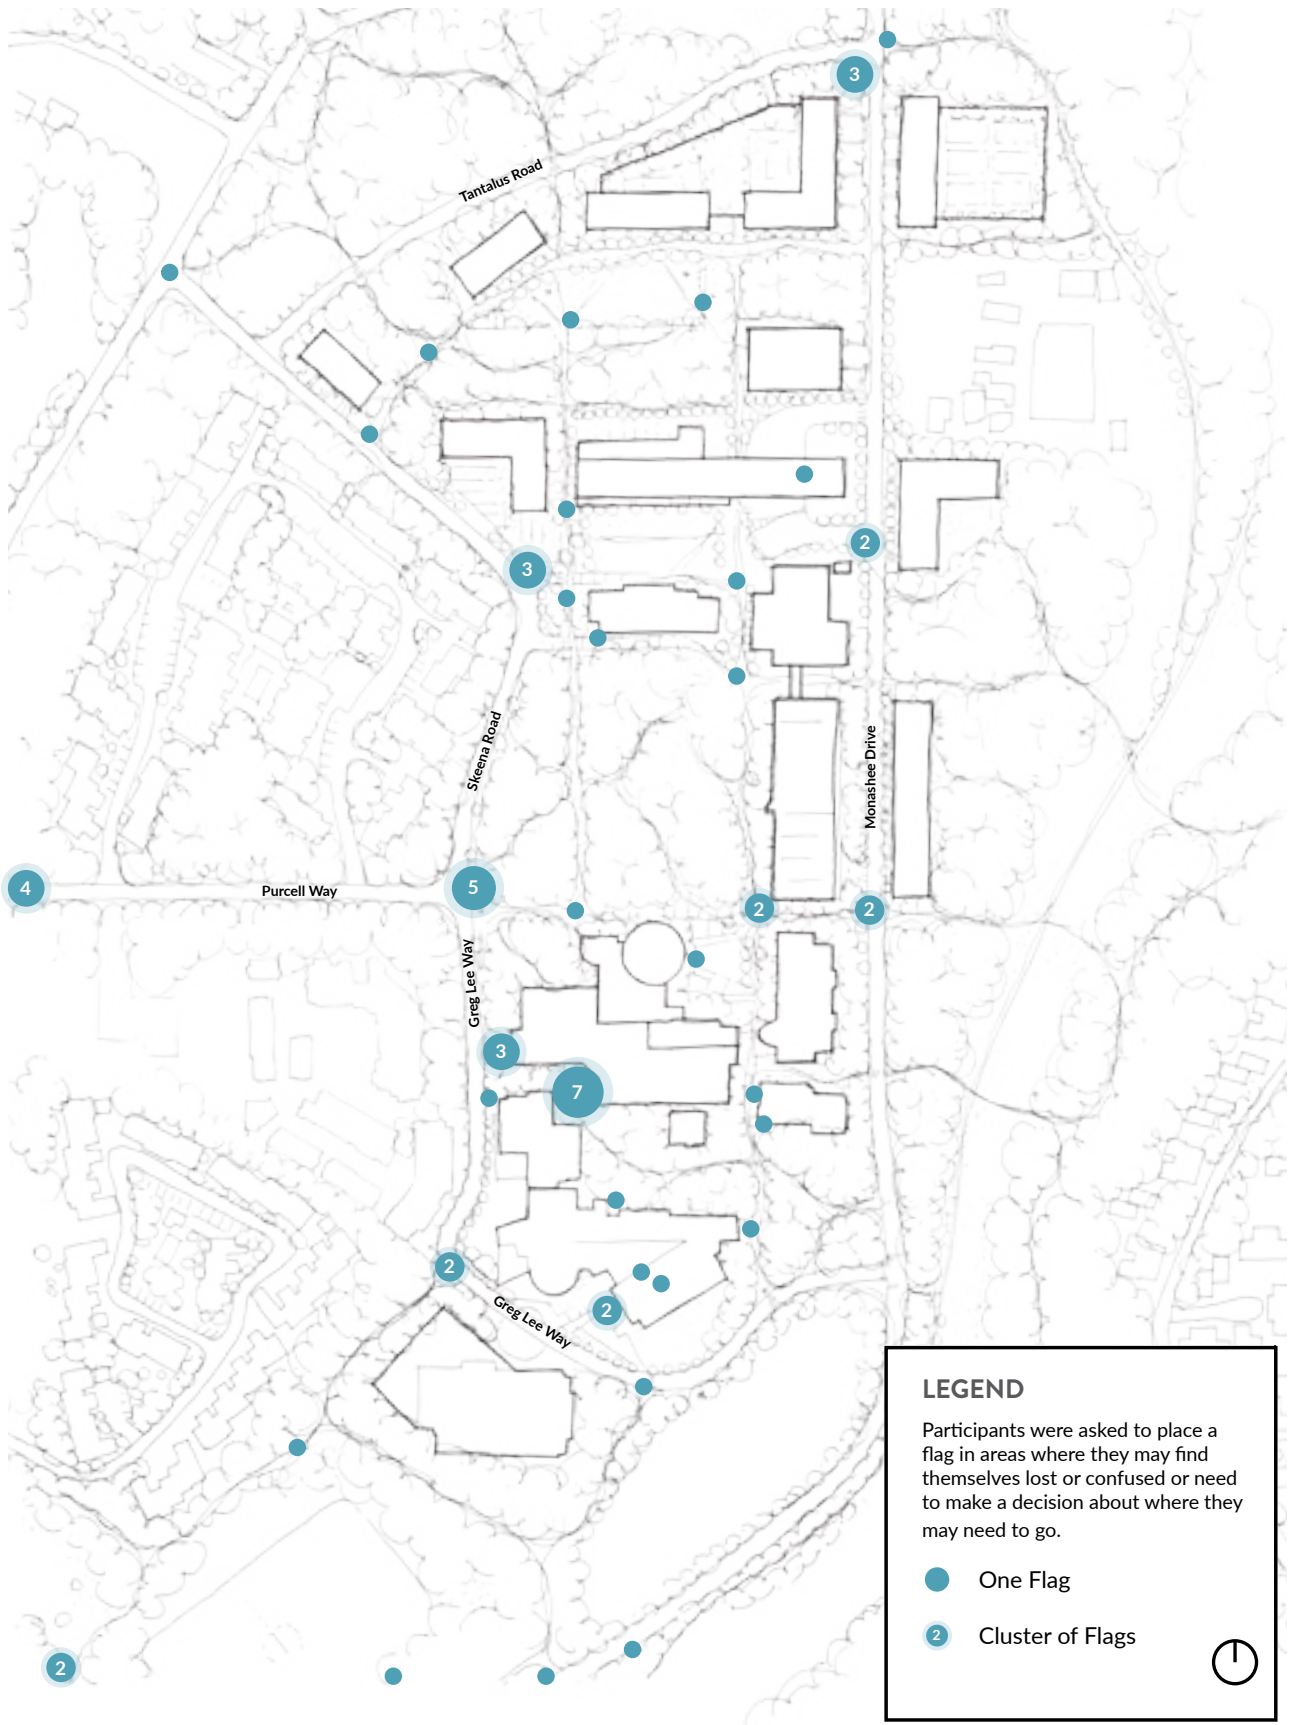 3
Tantalus Road
2
3
Skeena Road
Monashee Drive
4
Purcell Way
5
2
2
Greg Lee Way
3
7
2
Greg Lee Way
2
LEGEND
Participants were asked to place a
flag in areas where they may find
themselves lost or confused or need
to make a decision about where they
may need to go.
One Flag
2
Cluster of Flags
2